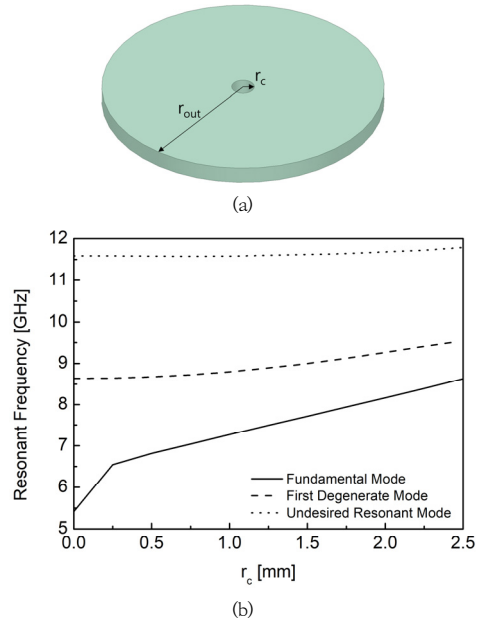 r_c
r_out
(a)
12
11
10
9
8
7
6
5
Resonant Frequency [GHz]
Fundamental Mode
First Degenerate Mode
Undesired Resonant Mode
0.0 0.5 1.0 1.5 2.0 2.5
r_c [mm]
(b)